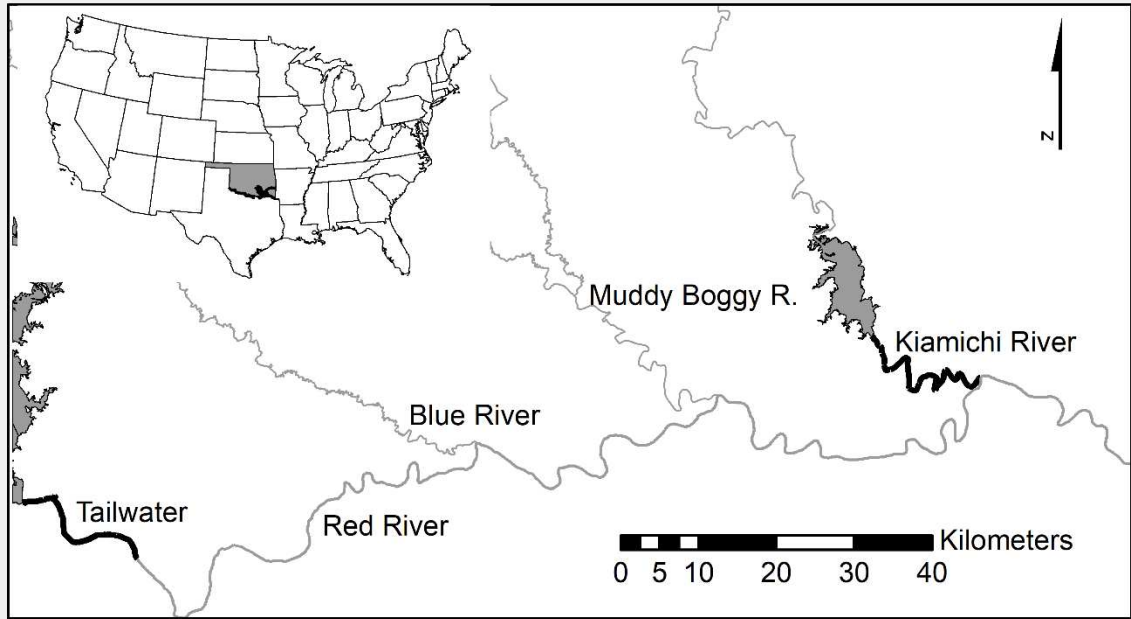 N
Muddy Boggy R.
Kiamichi River
Blue River
Tailwater
Red River
Kilometers
0 5 10 20 30 40